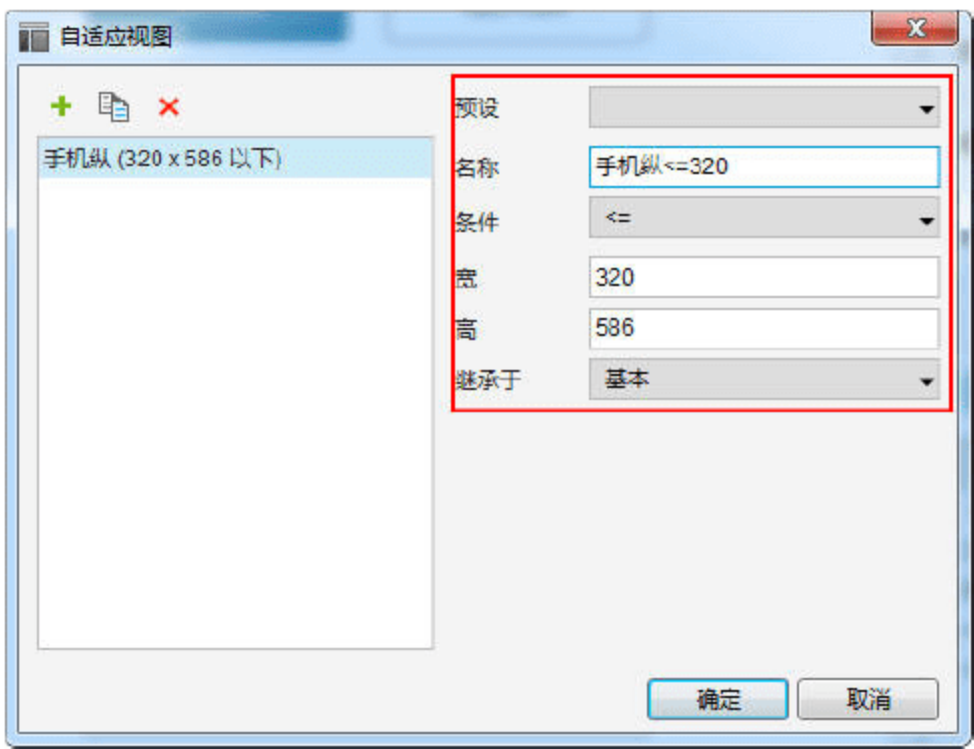 自适应视图
手机纵 (320 x 586 以下)
预设
名称 手机纵<=320
条件 <=
宽 320
高 586
继承于 基本
确定 取消